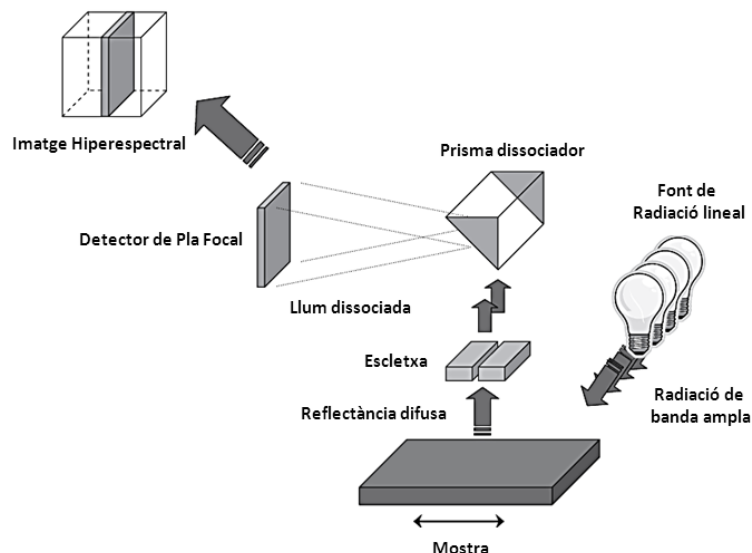 Imatge Hiperespectral
Prisma dissociador
Font de
Radiació lineal
Detector de Pla Focal
Llum dissociada
Escletxa
Reflectància difusa
Radiació de
banda ampla
Mostra